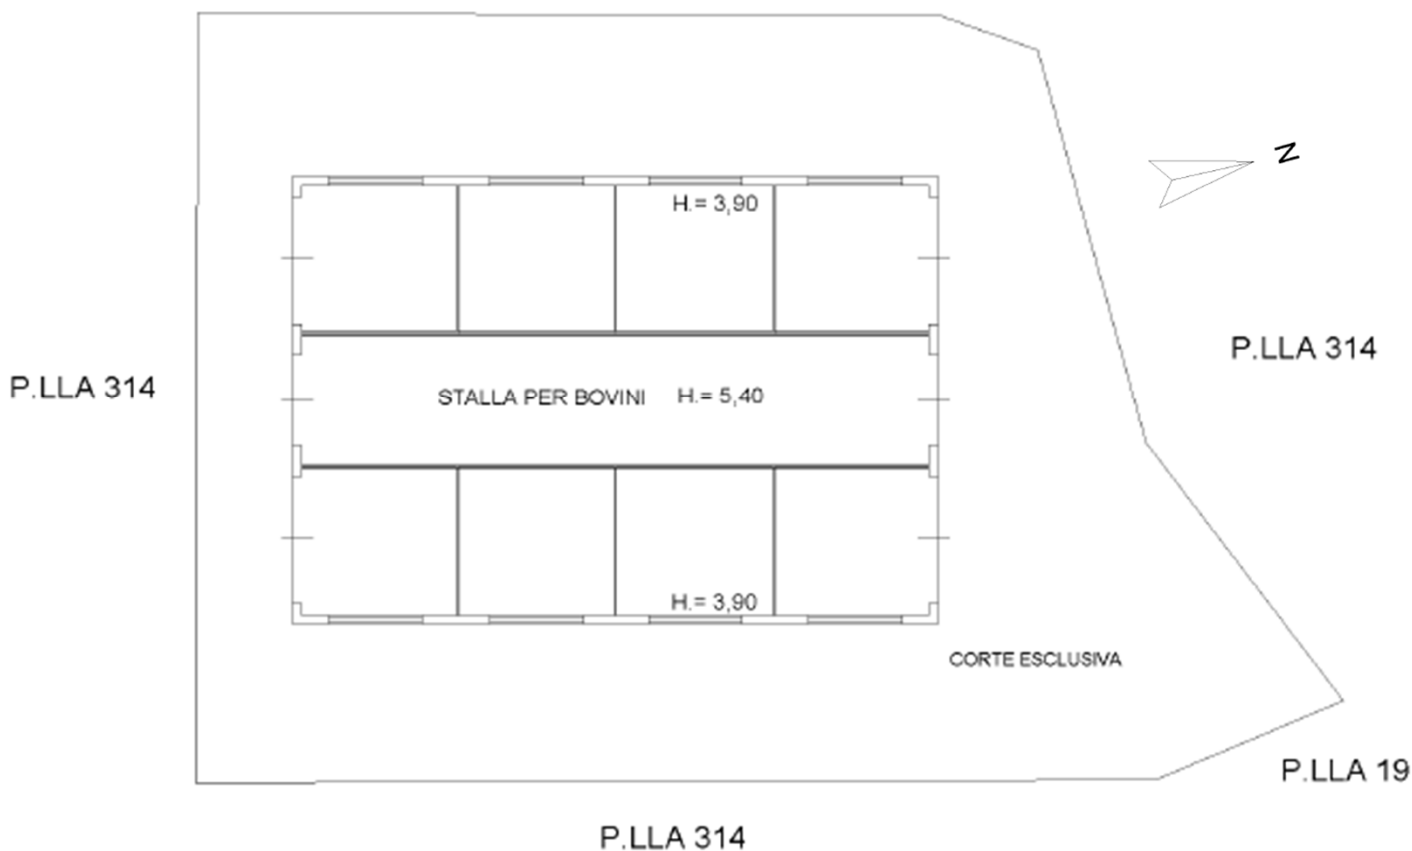 N
H.= 3,90
P.LLA 314
P.LLA 314
STALLA PER BOVINI H.= 5,40
H.= 3,90
CORTE ESCLUSIVA
P.LLA 19
P.LLA 314